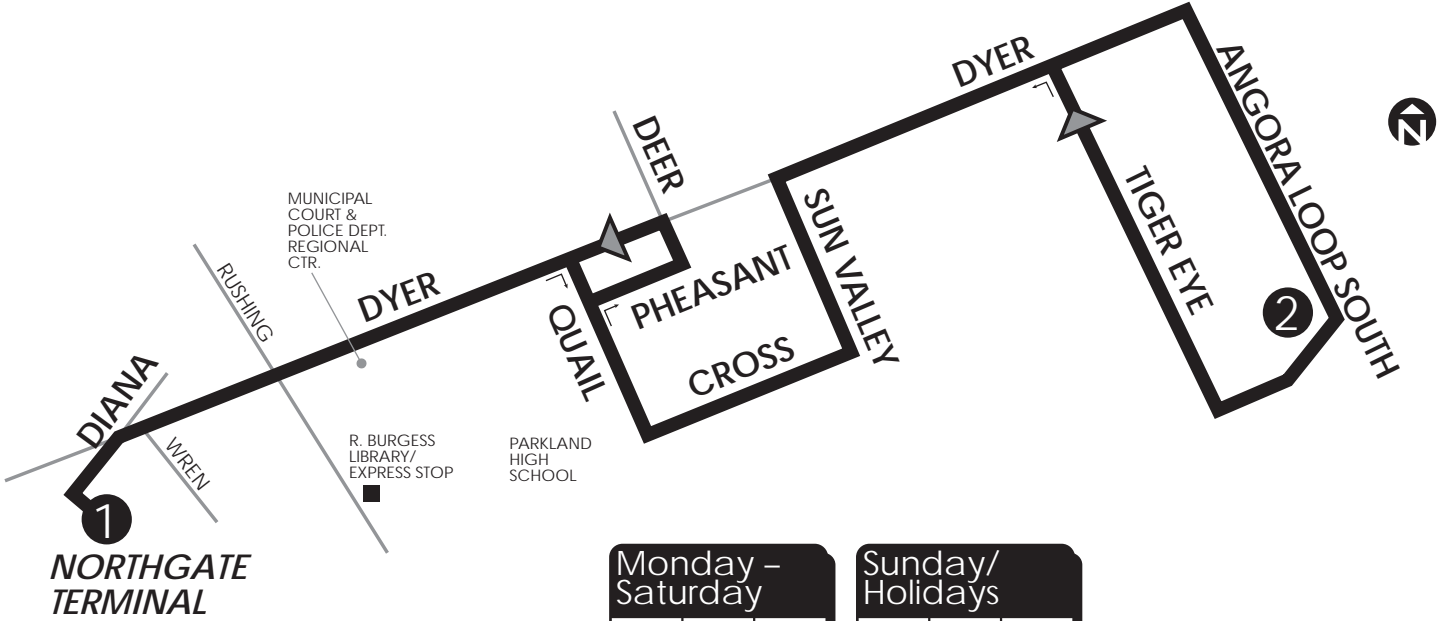 DYER
ANGORA LOOP SOUTH
N
DEER
MUNICIPAL
COURT &
POLICE DEPT.
REGIONAL
CTR.
SUN VALLEY
TIGER EYE
RUSHING
DYER
PHEASANT
QUAIL
2
CROSS
DIANA
WREN
R. BURGESS
LIBRARY/
EXPRESS STOP
PARKLAND
HIGH
SCHOOL
1
NORTHGATE
TERMINAL
Monday –
Saturday
Sunday/
Holidays